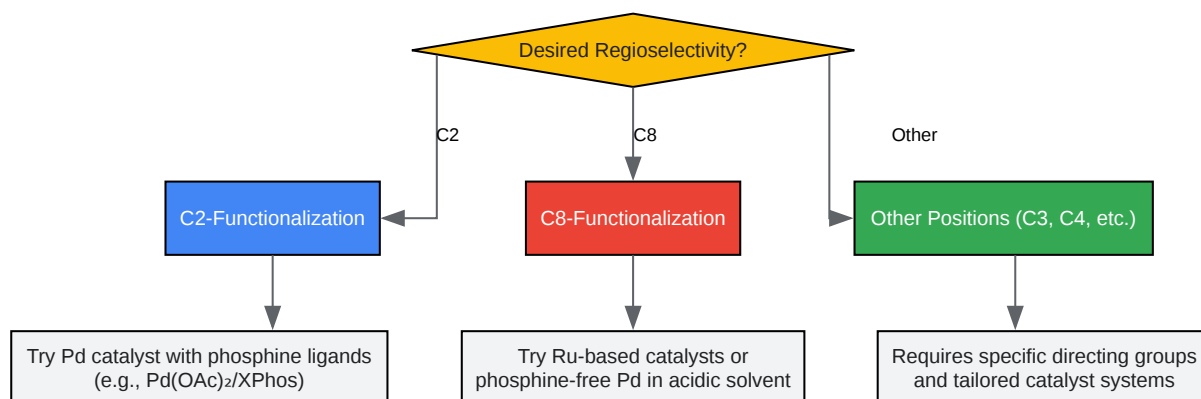 Desired Regioselectivity?
C2
C8
Other
C2-Functionalization
C8-Functionalization
Other Positions (C3, C4, etc.)
Try Pd catalyst with phosphine ligands
(e.g., Pd(OAc)₂/XPhos)
Try Ru-based catalysts or
phosphine-free Pd in acidic solvent
Requires specific directing groups
and tailored catalyst systems